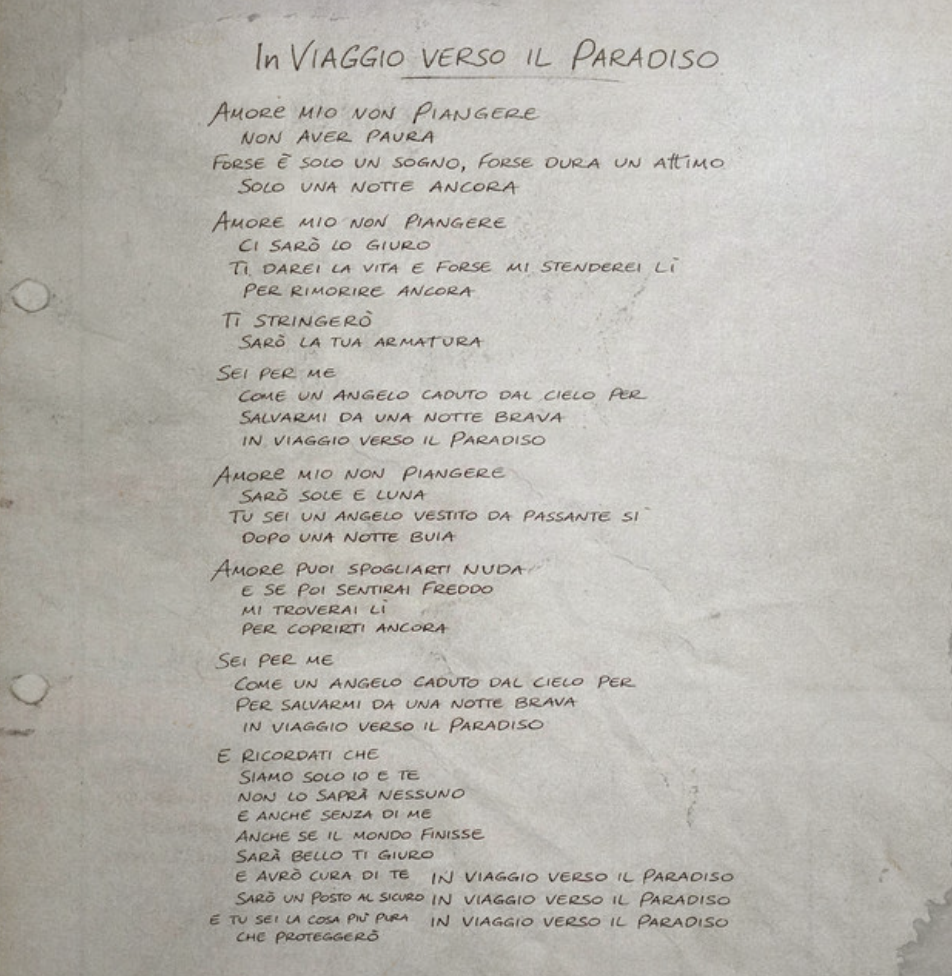 In VIAGGIO VERSO IL PARADISO
AMORE MIO NON PIANGERE
NON AVER PAURA
FORSE È SOLO UN SOGNO, FORSE DURA UN ATTIMO
SOLO UNA NOTTE ANCORA
AMORE MIO NON PIANGERE
CI SARÒ LO GIURO
TI DAREI LA VITA E FORSE MI STENDEREI LÌ
PER RIMORIRE ANCORA
TI STRINGERÒ
SARÒ LA TUA ARMATURA
SEI PER ME
COME UN ANGELO CADUTO DAL CIELO PER
SALVARMI DA UNA NOTTE BRAVA
IN VIAGGIO VERSO IL PARADISO
AMORE MIO NON PIANGERE
SARÒ SOLE E LUNA
TU SEI UN ANGELO VESTITO DA PASSANTE SI`
DOPO UNA NOTTE BUIA
AMORE PUOI SPOGLIARTI NUDA
E SE POI SENTIRAI FREDDO
MI TROVERAI LÌ
PER COPRIRTI ANCORA
SEI PER ME
COME UN ANGELO CADUTO DAL CIELO PER
PER SALVARMI DA UNA NOTTE BRAVA
IN VIAGGIO VERSO IL PARADISO
E RICORDATI CHE
SIAMO SOLO IO E TE
NON LO SAPRÀ NESSUNO
E ANCHE SENZA DI ME
ANCHE SE IL MONDO FINISSE
SARÀ BELLO TI GIURO
E AVRÒ CURA DI TE IN VIAGGIO VERSO IL PARADISO
SARÒ UN POSTO AL SICURO IN VIAGGIO VERSO IL PARADISO
E TU SEI LA COSA PIÙ PURA IN VIAGGIO VERSO IL PARADISO
CHE PROTEGGERÒ